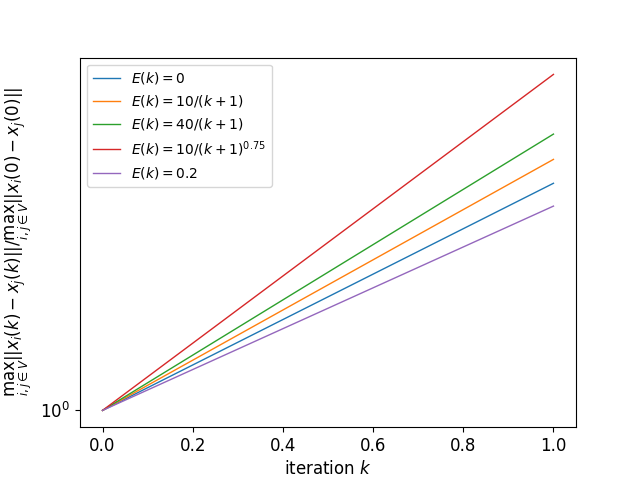 E(k) = 0
E(k) = 10/(k + 1)
E(k) = 40/(k + 1)
E(k) = 10/(k + 1)^{0.75}
E(k) = 0.2
max_{i,j∈V}||x_i(k) − x_j(k)||/max_{i,j∈V}||x_i(0) − x_j(0)||
10^0
0.0 0.2 0.4 0.6 0.8 1.0
iteration k